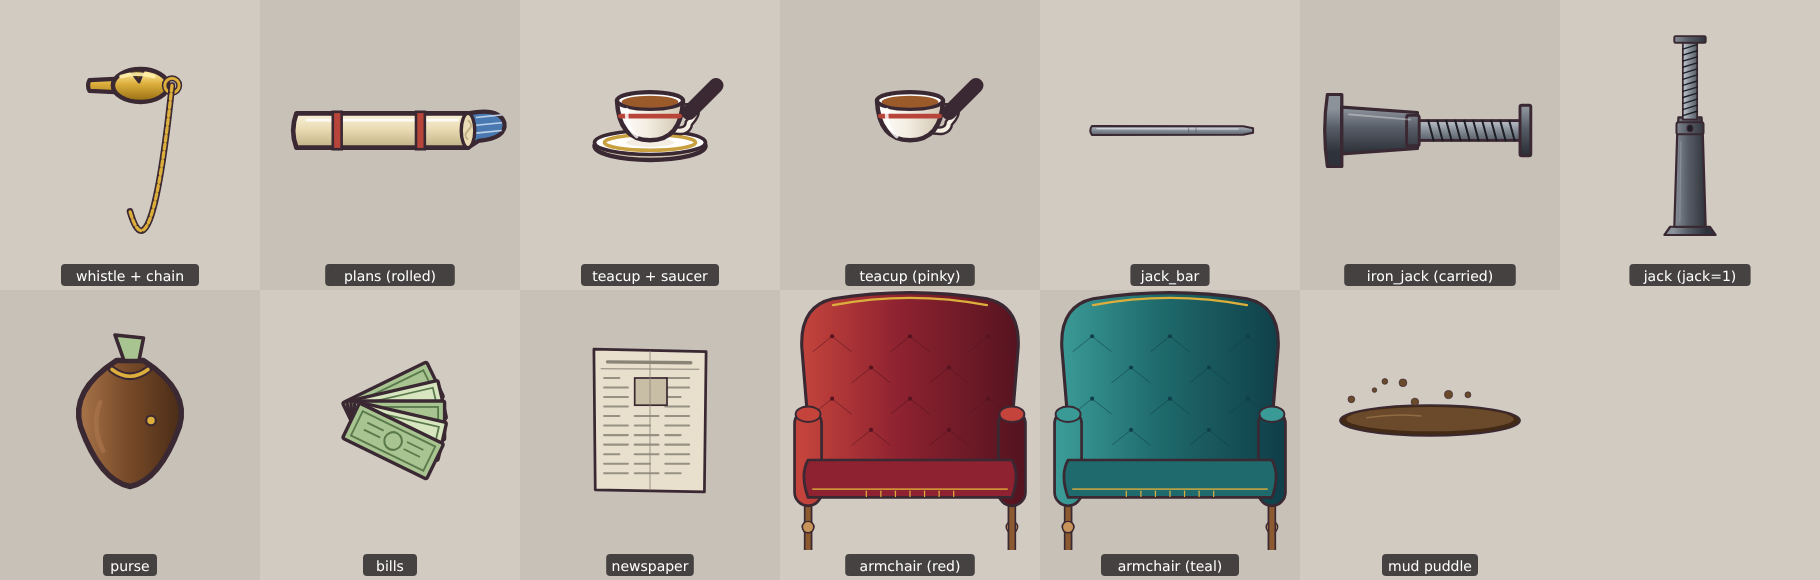 whistle + chain
plans (rolled)
teacup + saucer
teacup (pinky)
jack_bar
iron_jack (carried)
jack (jack=1)
purse
bills
newspaper
armchair (red)
armchair (teal)
mud puddle